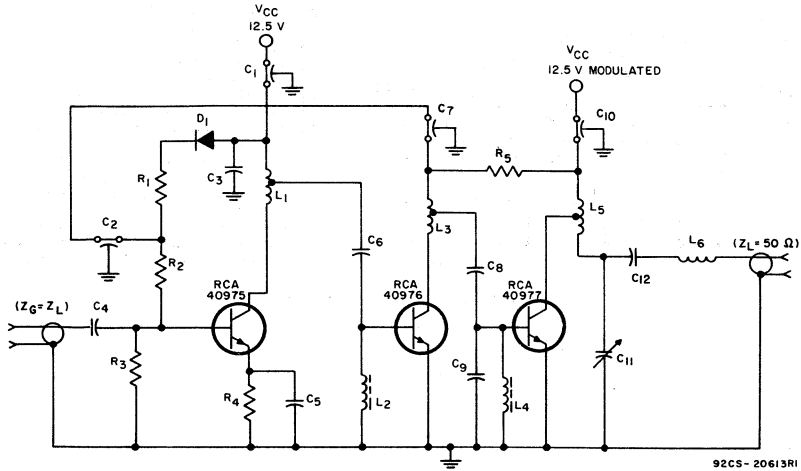 VCC
12.5 V
VCC
12.5 V MODULATED
C1
C7
C10
D1
C3
R5
R1
L1
L3
L5
C2
R2
C6
C8
L6
(ZL= 50 Ω)
C12
RCA
40975
RCA
40976
RCA
40977
(ZG= ZL)
C4
R3
C9
C11
R4
C5
L2
L4
92CS-20613RI